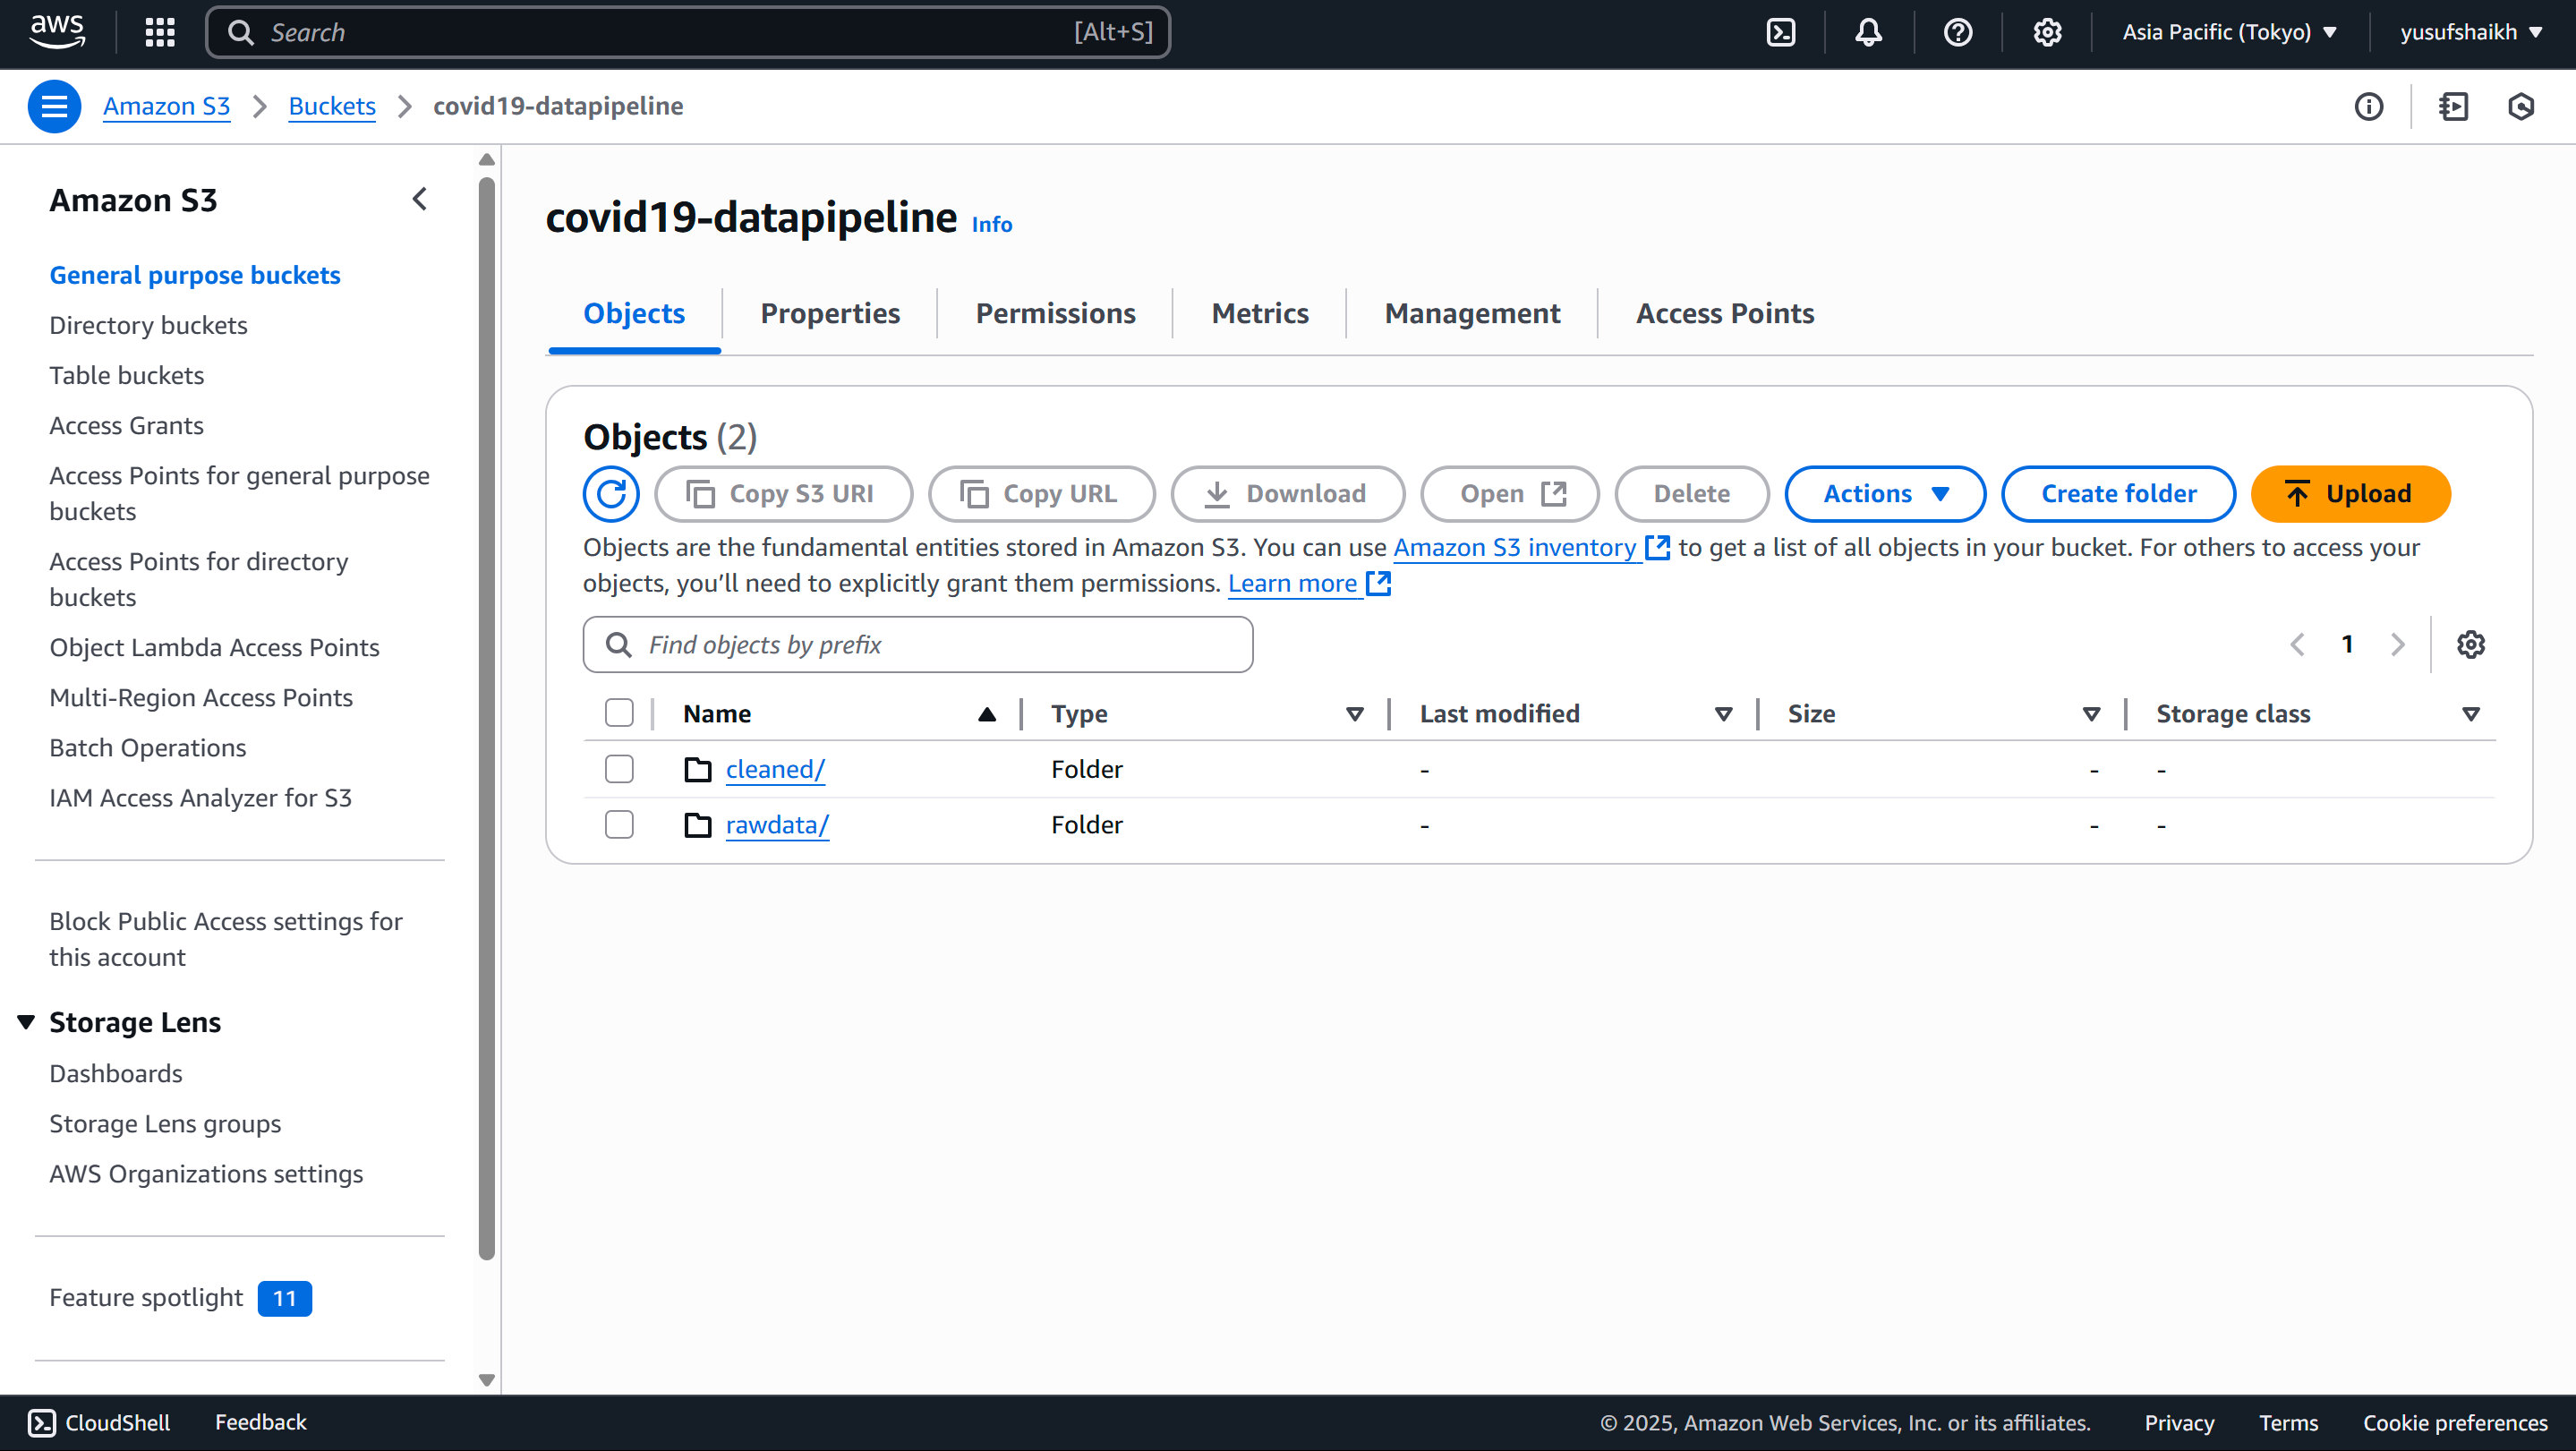 aws
Search [Alt+S]
Asia Pacific (Tokyo)
yusufshaikh
Amazon S3
Buckets
covid19-datapipeline
Amazon S3
General purpose buckets
Directory buckets
Table buckets
Access Grants
Access Points for general purpose
buckets
Access Points for directory
buckets
Object Lambda Access Points
Multi-Region Access Points
Batch Operations
IAM Access Analyzer for S3
Block Public Access settings for
this account
Storage Lens
Dashboards
Storage Lens groups
AWS Organizations settings
Feature spotlight 11
covid19-datapipeline Info
Objects Properties Permissions Metrics Management Access Points
Objects (2)
Copy S3 URI Copy URL Download Open Delete Actions Create folder Upload
Objects are the fundamental entities stored in Amazon S3. You can use Amazon S3 inventory to get a list of all objects in your bucket. For others to access your
objects, you’ll need to explicitly grant them permissions. Learn more
Find objects by prefix
1
Name Type Last modified Size Storage class
cleaned/ Folder - - -
rawdata/ Folder - - -
CloudShell Feedback © 2025, Amazon Web Services, Inc. or its affiliates. Privacy Terms Cookie preferences